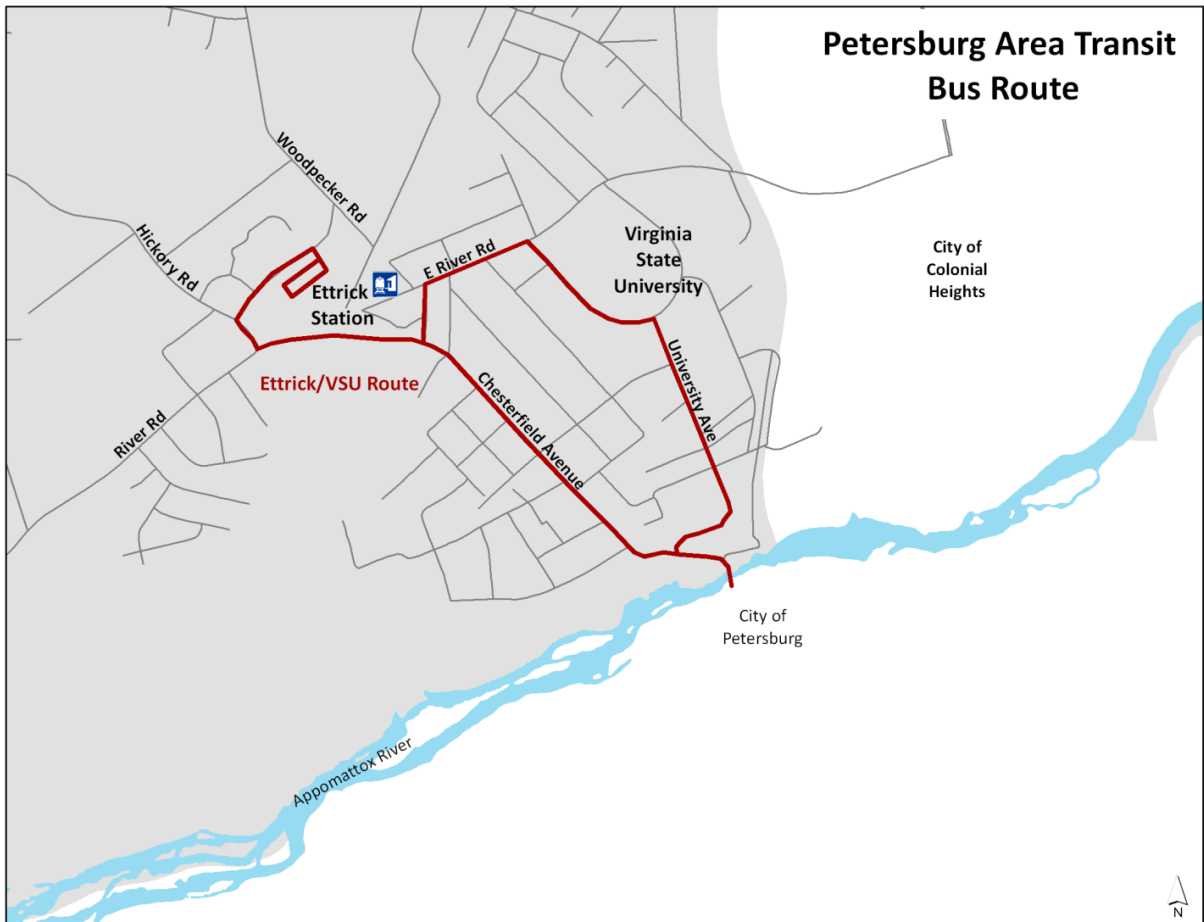 Petersburg Area Transit
Bus Route
Woodpecker Rd
Hickory Rd
E River Rd
Virginia
State
University
City of
Colonial
Heights
Ettrick
Station
Ettrick/VSU Route
University Ave
Chesterfield Avenue
River Rd
City of
Petersburg
Appomattox River
N